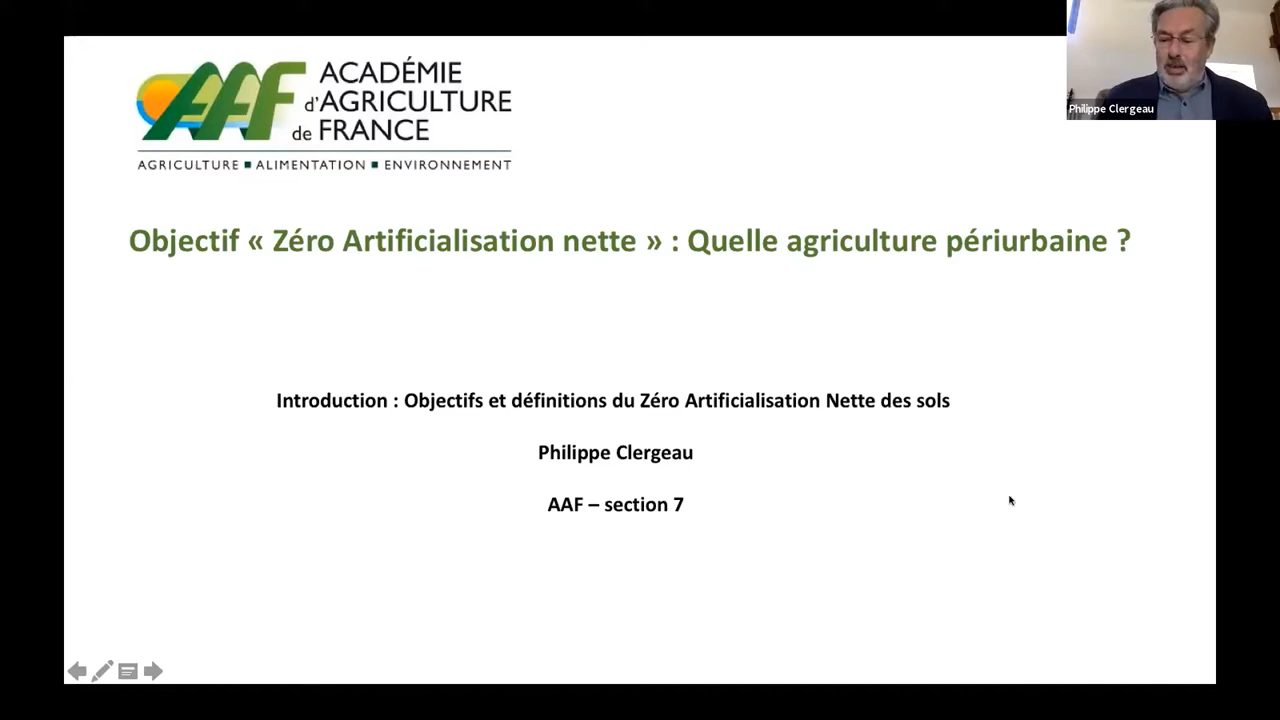 AAF
ACADÉMIE
d'AGRICULTURE
de FRANCE
AGRICULTURE ■ ALIMENTATION ■ ENVIRONNEMENT
Philippe Clergeau
Objectif « Zéro Artificialisation nette » : Quelle agriculture périurbaine ?
Introduction : Objectifs et définitions du Zéro Artificialisation Nette des sols
Philippe Clergeau
AAF – section 7